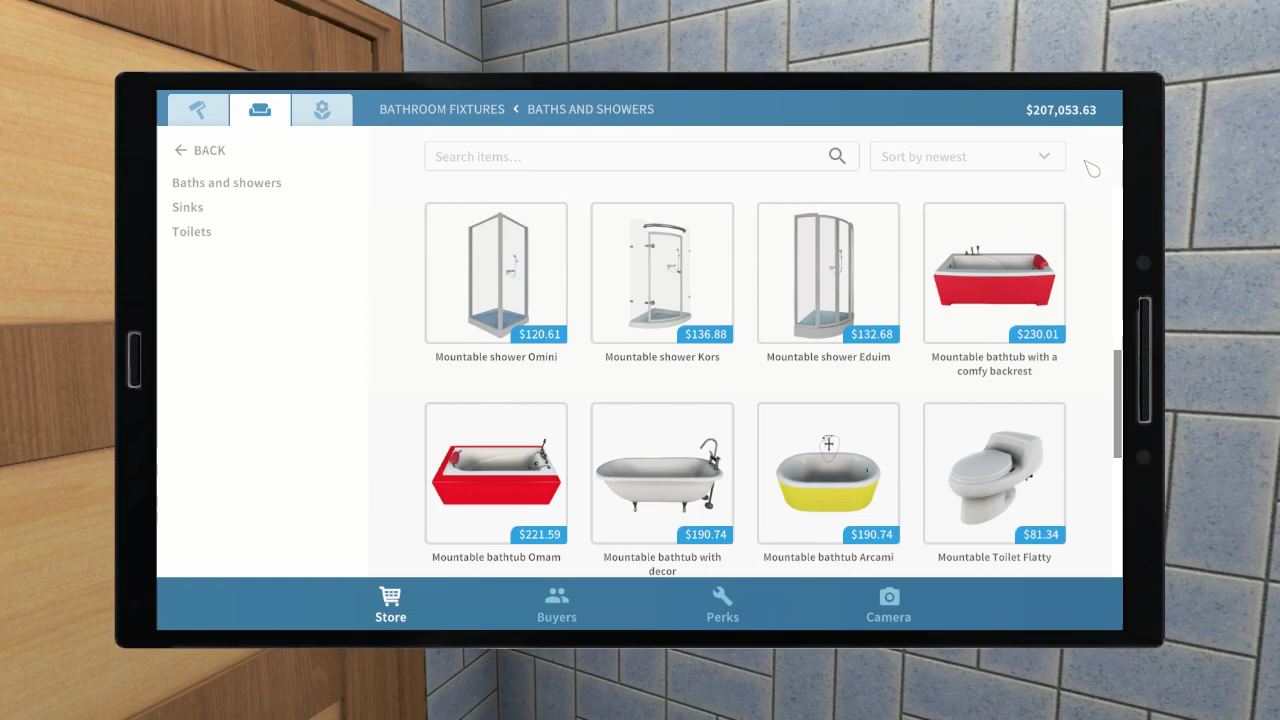 BATHROOM FIXTURES < BATHS AND SHOWERS
$207,053.63
BACK
Search items...
Sort by newest
Baths and showers
Sinks
Toilets
$120.61
$136.88
$132.68
$230.01
Mountable shower Omini
Mountable shower Kors
Mountable shower Eduim
Mountable bathtub with a
comfy backrest
$221.59
$190.74
$190.74
$81.34
Mountable bathtub Omam
Mountable bathtub with
decor
Mountable bathtub Arcami
Mountable Toilet Flatty
Store
Buyers
Perks
Camera